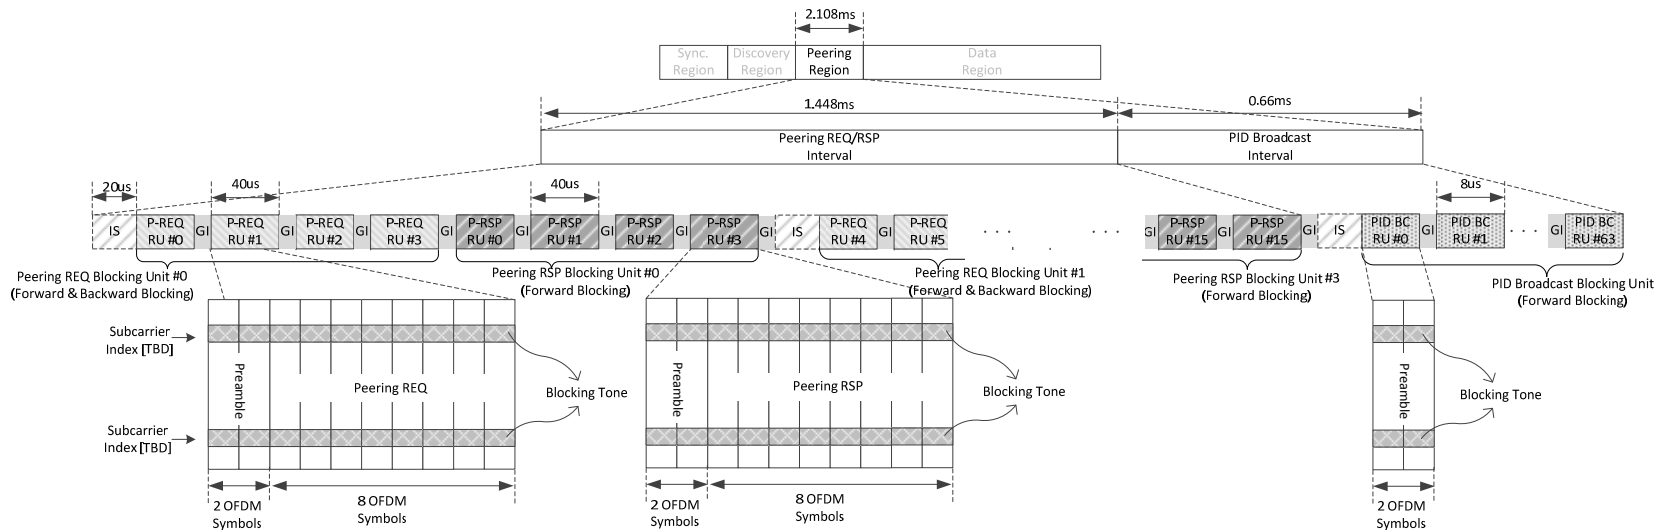 2.108ms
Sync. Region
Discovery Region
Peering Region
Data Region
1.448ms
0.66ms
Peering REQ/RSP Interval
PID Broadcast Interval
20us
40us
40us
8us
IS
P-REQ RU #0
GI
P-REQ RU #1
GI
P-REQ RU #2
GI
P-REQ RU #3
GI
P-RSP RU #0
GI
P-RSP RU #1
GI
P-RSP RU #2
GI
P-RSP RU #3
GI
IS
P-REQ RU #4
GI
P-REQ RU #5
. . .
. . .
GI
P-RSP RU #15
GI
P-RSP RU #15
GI
IS
PID BC RU #0
GI
PID BC RU #1
. . .
GI
PID BC RU #63
Peering REQ Blocking Unit #0
(Forward & Backward Blocking)
Peering RSP Blocking Unit #0
(Forward Blocking)
Peering REQ Blocking Unit #1
(Forward & Backward Blocking)
Peering RSP Blocking Unit #3
(Forward Blocking)
PID Broadcast Blocking Unit
(Forward Blocking)
Subcarrier
Index [TBD]
Preamble
Peering REQ
Blocking Tone
Subcarrier
Index [TBD]
Preamble
Peering RSP
Blocking Tone
Preamble
Blocking Tone
2 OFDM
Symbols
8 OFDM
Symbols
2 OFDM
Symbols
8 OFDM
Symbols
2 OFDM
Symbols